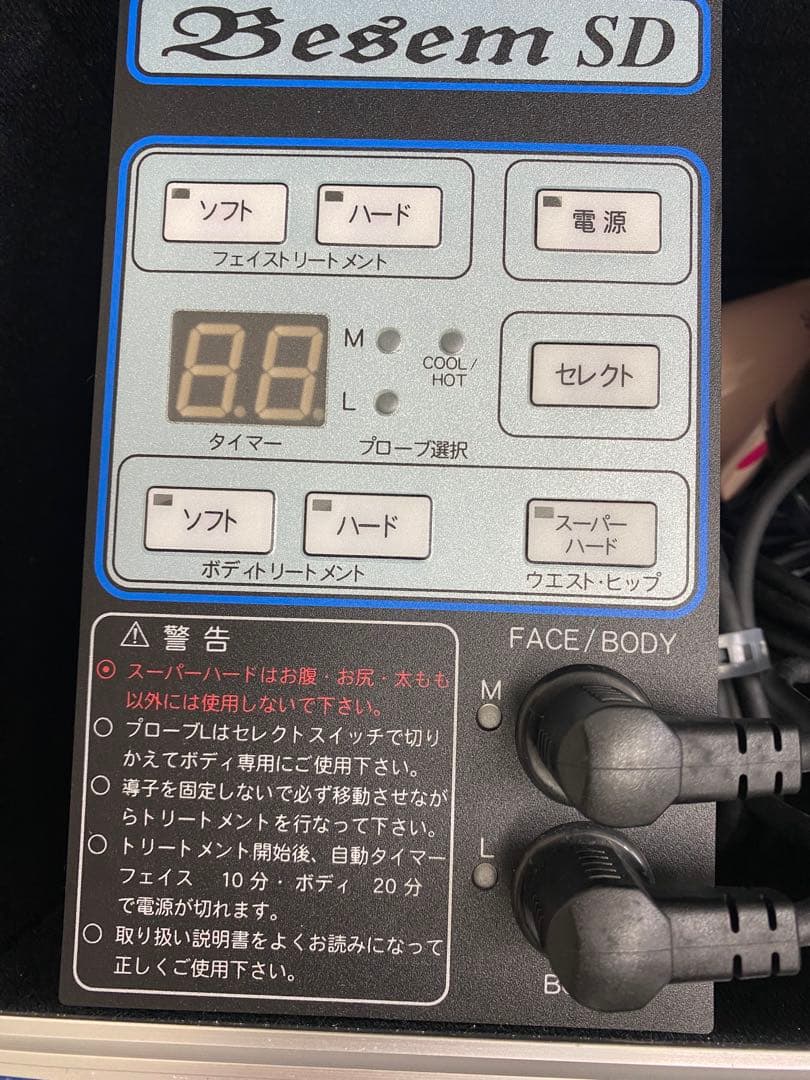 Besem SD
ソフト ハード
フェイストリートメント
電源
M
COOL/
HOT
L
タイマー
プローブ選択
セレクト
ソフト ハード
ボディトリートメント
スーパー
ハード
ウエスト・ヒップ
⚠ 警告
◉ スーパーハードはお腹・お尻・太もも
以外には使用しないで下さい。
○ プローブLはセレクトスイッチで切り
かえてボディ専用にご使用下さい。
○ 導子を固定しないで必ず移動させなが
らトリートメントを行なって下さい。
○ トリートメント開始後、自動タイマー
フェイス 10分・ボディ 20分
で電源が切れます。
○ 取り扱い説明書をよくお読みになって
正しくご使用下さい。
FACE/BODY
M
L